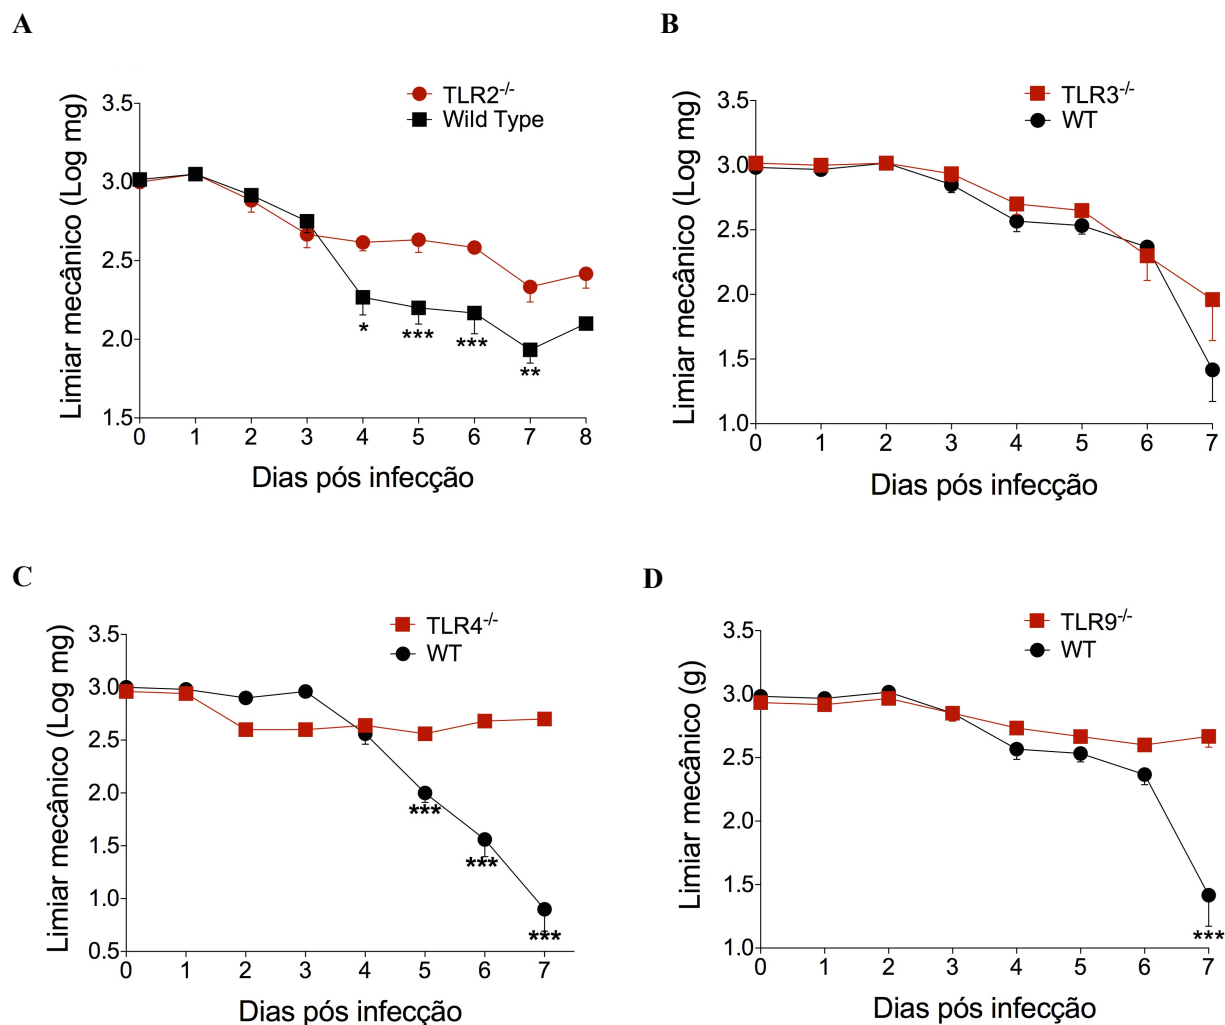 A
TLR2-/-
Wild Type
Limiar mecânico (Log mg)
3.5
3.0
2.5
2.0
1.5
* *** *** **
0 1 2 3 4 5 6 7 8
Dias pós infecção
B
TLR3-/-
WT
Limiar mecânico (Log mg)
3.5
3.0
2.5
2.0
1.5
1.0
0 1 2 3 4 5 6 7
Dias pós infecção
C
TLR4-/-
WT
Limiar mecânico (Log mg)
3.5
3.0
2.5
2.0
1.5
1.0
0.5
***
***
***
0 1 2 3 4 5 6 7
Dias pós infecção
D
TLR9-/-
WT
Limiar mecânico (g)
3.5
3.0
2.5
2.0
1.5
1.0
***
0 1 2 3 4 5 6 7
Dias pós infecção